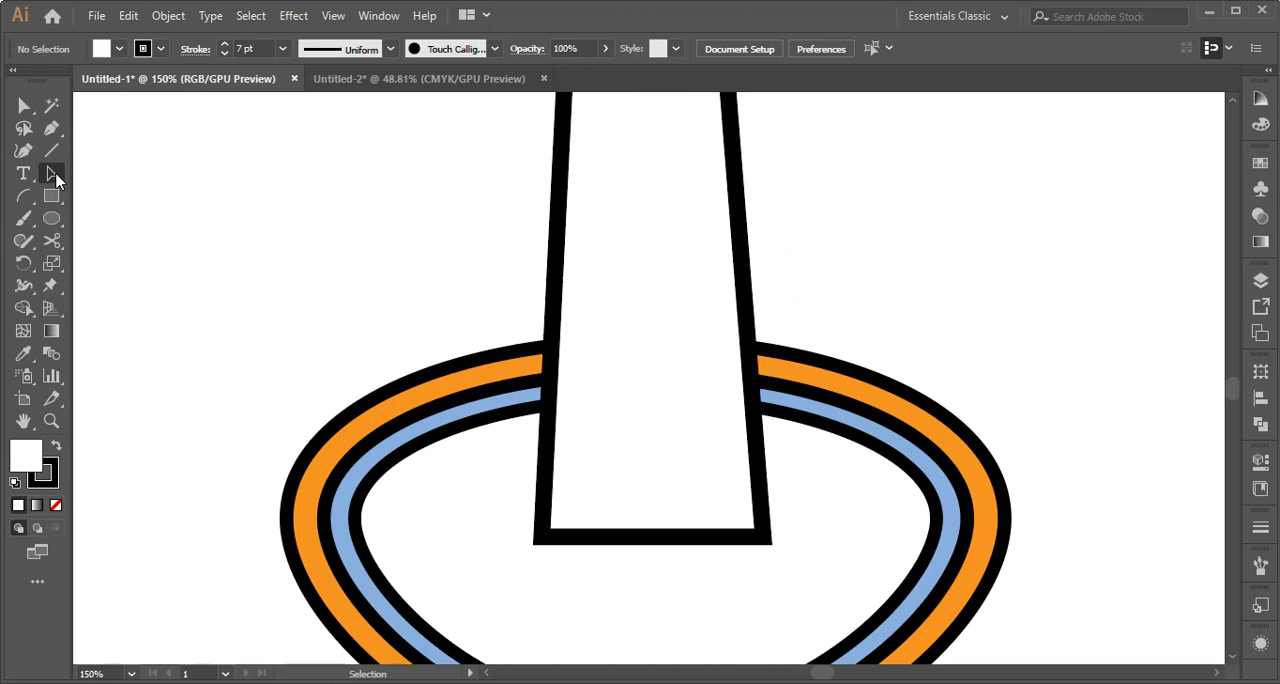 Ai File Edit Object Type Select Effect View Window Help Essentials Classic Search Adobe Stock
No Selection Stroke: 7 pt Uniform Touch Callig... Opacity: 100% Style: Document Setup Preferences
Untitled-1* @ 150% (RGB/GPU Preview) × Untitled-2* @ 48.81% (CMYK/GPU Preview) ×
T
150% 1 Selection